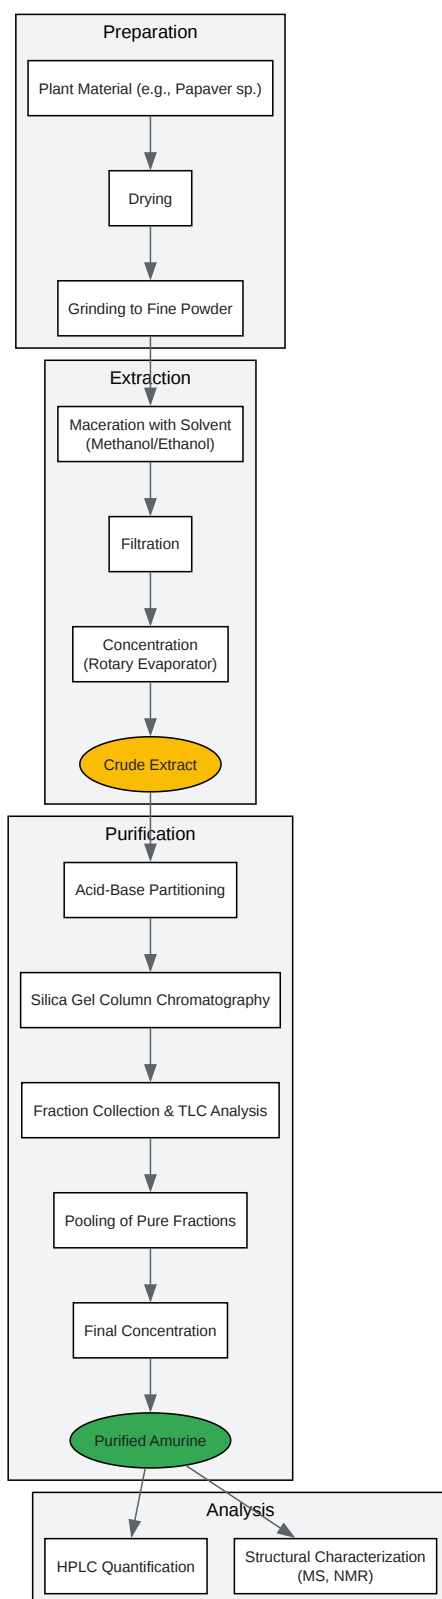 Preparation
Plant Material (e.g., Papaver sp.)
Drying
Grinding to Fine Powder
Extraction
Maceration with Solvent
(Methanol/Ethanol)
Filtration
Concentration
(Rotary Evaporator)
Crude Extract
Purification
Acid-Base Partitioning
Silica Gel Column Chromatography
Fraction Collection & TLC Analysis
Pooling of Pure Fractions
Final Concentration
Purified Amurine
Analysis
HPLC Quantification
Structural Characterization
(MS, NMR)